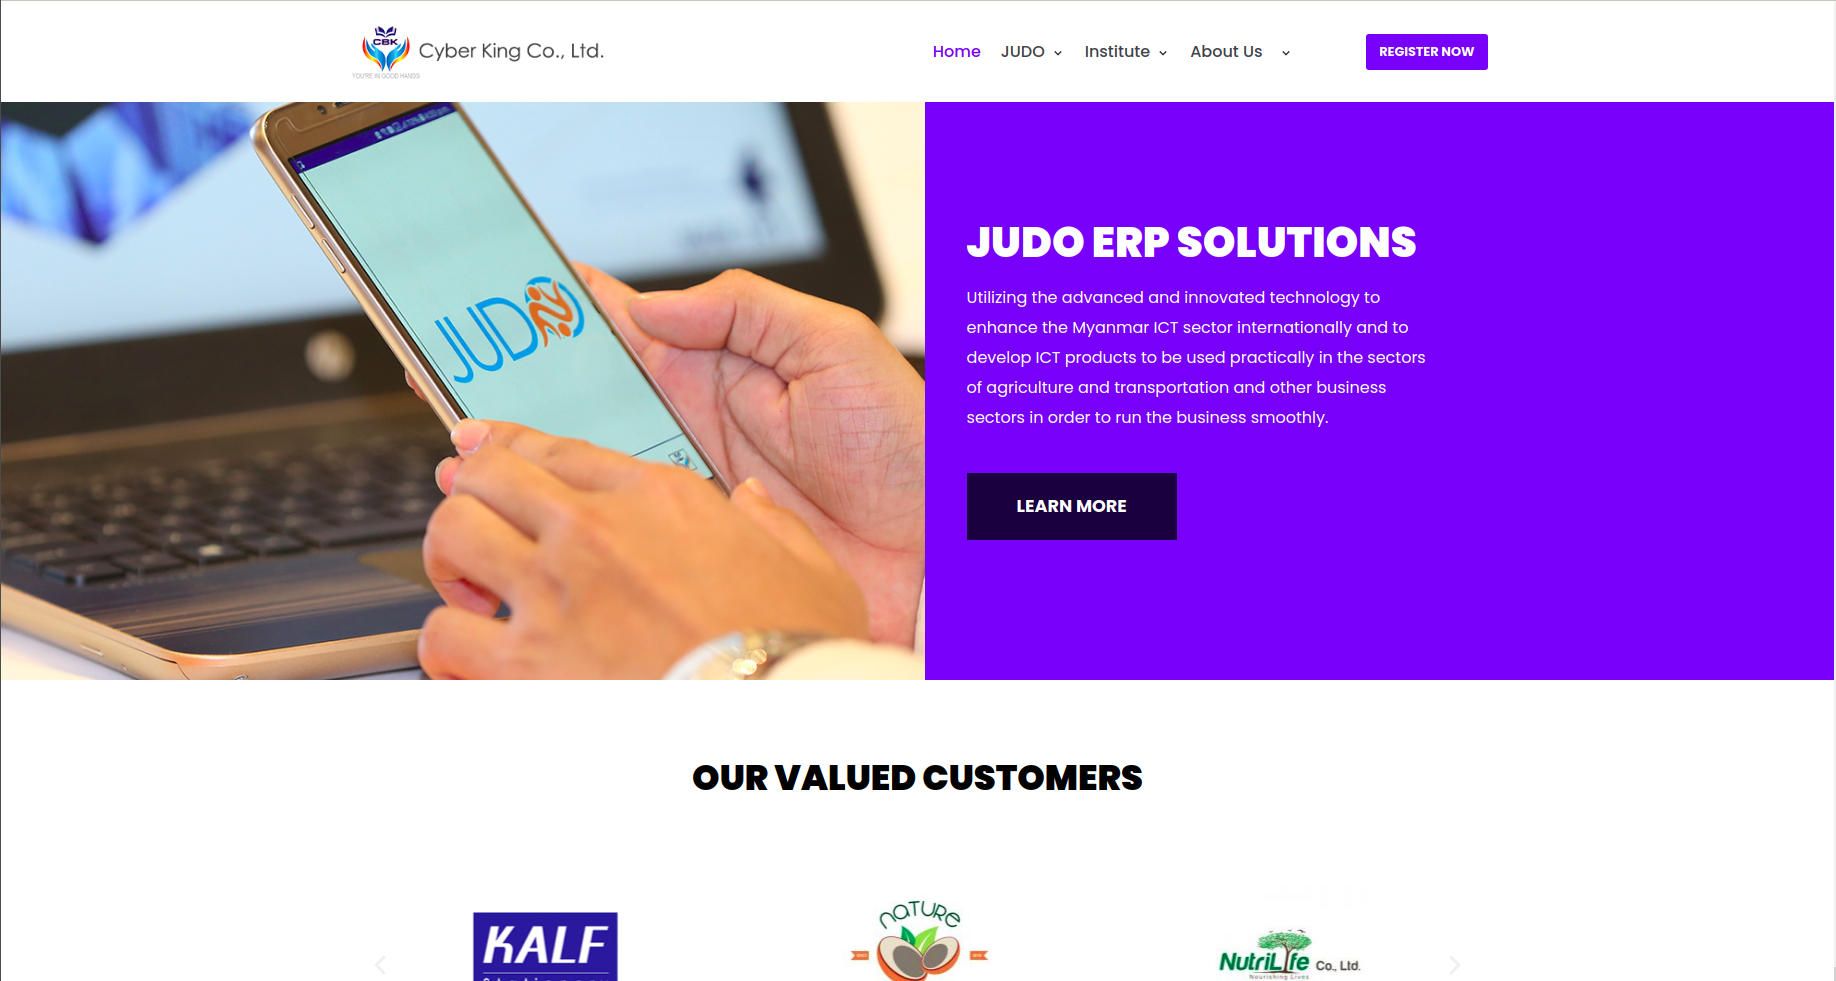 CBK
YOU'RE IN GOOD HANDS
Cyber King Co., Ltd.
Home
JUDO
Institute
About Us
REGISTER NOW
JUDO
JUDO ERP SOLUTIONS
Utilizing the advanced and innovated technology to
enhance the Myanmar ICT sector internationally and to
develop ICT products to be used practically in the sectors
of agriculture and transportation and other business
sectors in order to run the business smoothly.
LEARN MORE
OUR VALUED CUSTOMERS
KALF
NATURE
NutriLife Co., Ltd.
Nourishing Lives